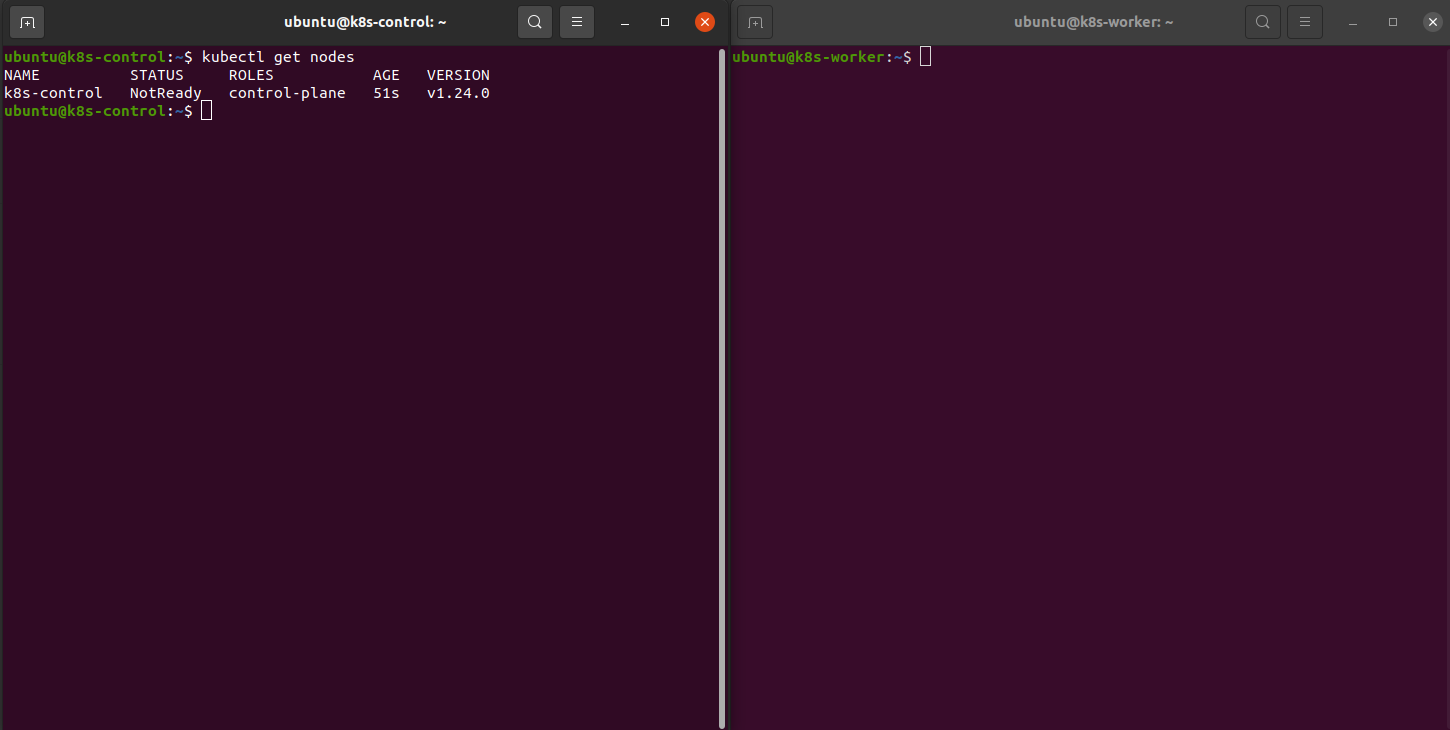 ubuntu@k8s-control: ~
ubuntu@k8s-control:~$ kubectl get nodes
NAME          STATUS     ROLES           AGE   VERSION
k8s-control   NotReady   control-plane   51s   v1.24.0
ubuntu@k8s-control:~$
ubuntu@k8s-worker: ~
ubuntu@k8s-worker:~$